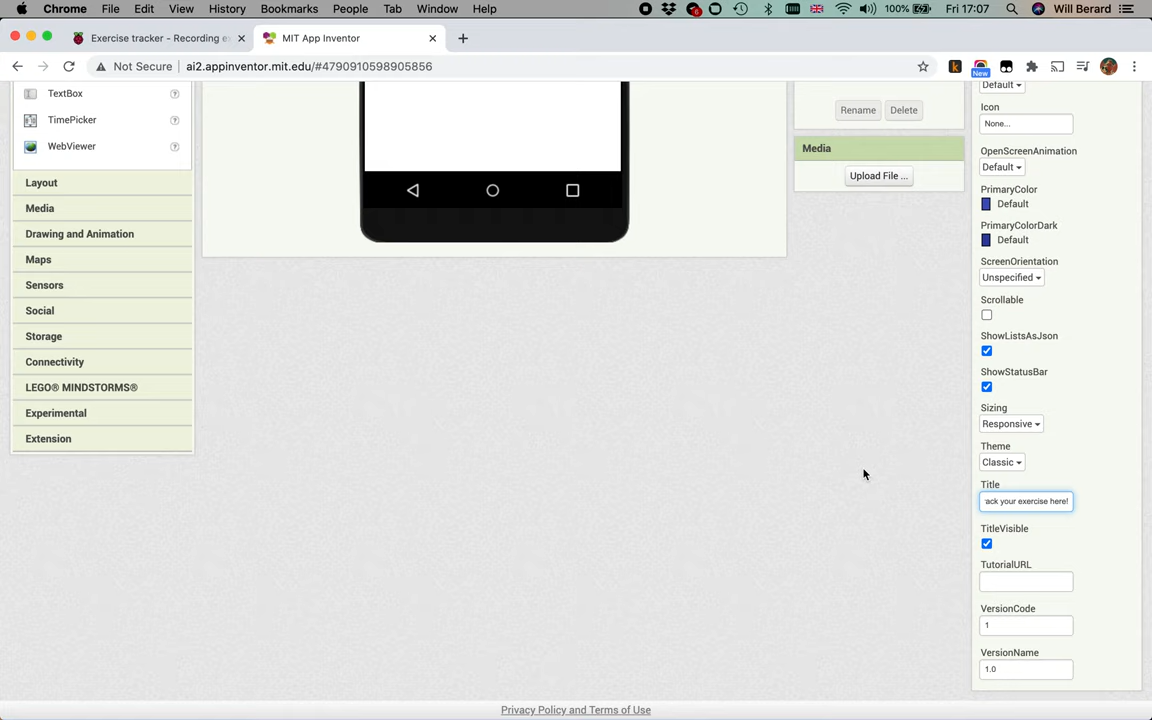 Chrome File Edit View History Bookmarks People Tab Window Help 6 100% Fri 17:07 Will Berard
Exercise tracker - Recording e
MIT App Inventor
Not Secure ai2.appinventor.mit.edu/#4790910598905856
New
TextBox
TimePicker
WebViewer
Layout
Media
Drawing and Animation
Maps
Sensors
Social
Storage
Connectivity
LEGO® MINDSTORMS®
Experimental
Extension
Rename Delete
Media
Upload File ...
Default
Icon
None...
OpenScreenAnimation
Default
PrimaryColor
Default
PrimaryColorDark
Default
ScreenOrientation
Unspecified
Scrollable
ShowListsAsJson
ShowStatusBar
Sizing
Responsive
Theme
Classic
Title
ack your exercise here!
TitleVisible
TutorialURL
VersionCode
1
VersionName
1.0
Privacy Policy and Terms of Use